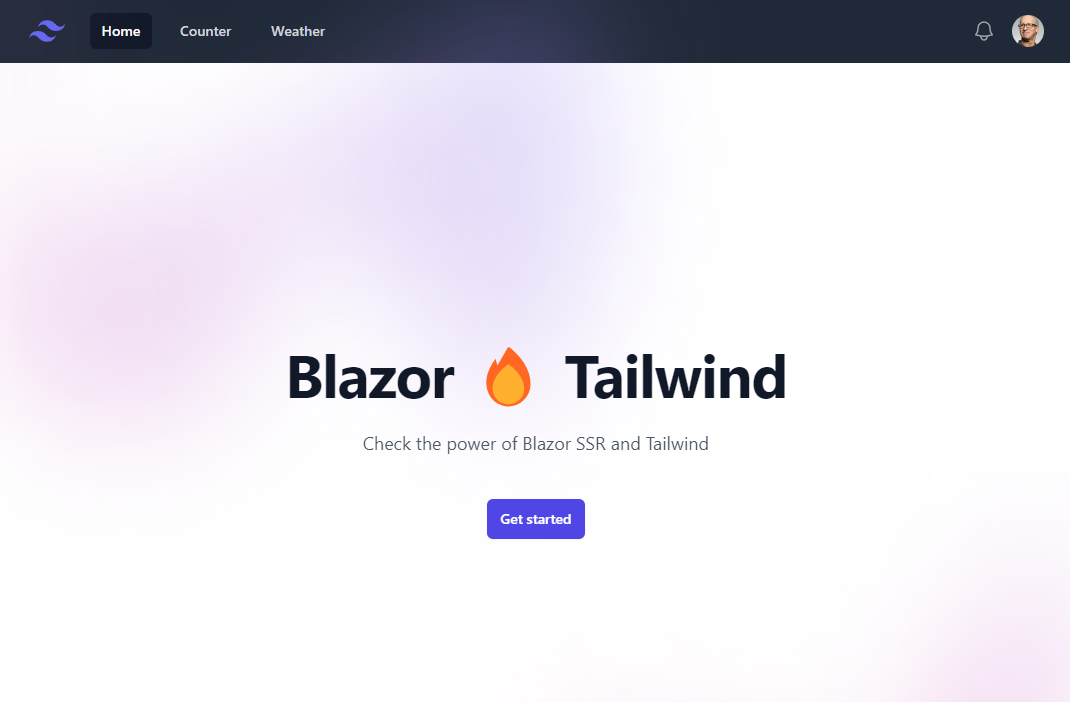 Home Counter Weather
Blazor 🔥 Tailwind
Check the power of Blazor SSR and Tailwind
Get started